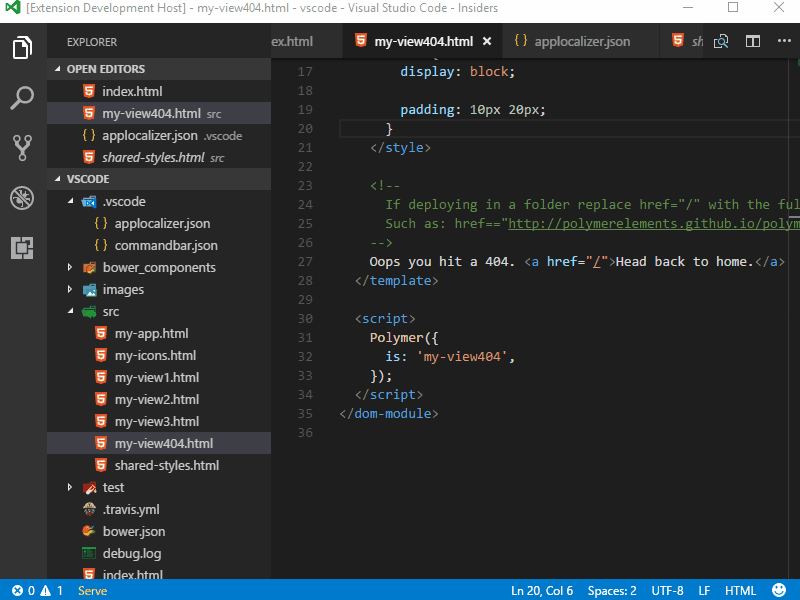 [Extension Development Host] - my-view404.html - vscode - Visual Studio Code - Insiders
EXPLORER
OPEN EDITORS
index.html
my-view404.html src
applocalizer.json .vscode
shared-styles.html src
VSCODE
.vscode
applocalizer.json
commandbar.json
bower_components
images
src
my-app.html
my-icons.html
my-view1.html
my-view2.html
my-view3.html
my-view404.html
shared-styles.html
test
.travis.yml
bower.json
debug.log
index.html
ex.html my-view404.html × { } applocalizer.json sh
17 display: block;
18
19 padding: 10px 20px;
20 }
21 </style>
22
23 <!--
24 If deploying in a folder replace href="/" with the ful
25 Such as: href=="http://polymerelements.github.io/polym
26 -->
27 Oops you hit a 404. <a href="/">Head back to home.</a>
28 </template>
29
30 <script>
31 Polymer({
32 is: 'my-view404',
33 });
34 </script>
35 </dom-module>
36
0 1 Serve Ln 20, Col 6 Spaces: 2 UTF-8 LF HTML